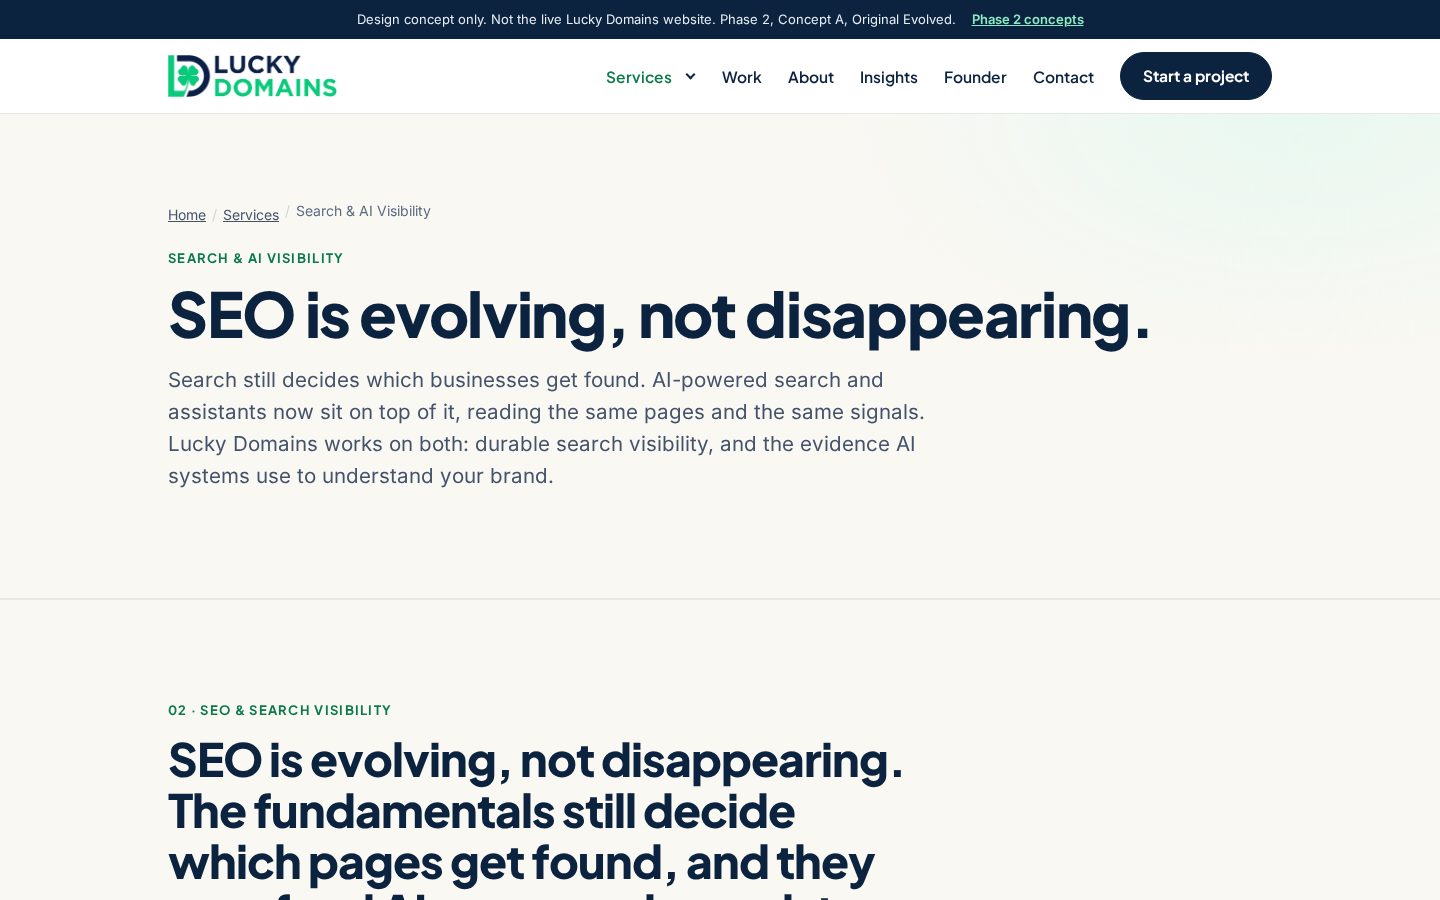 Design concept only. Not the live Lucky Domains website. Phase 2, Concept A, Original Evolved. Phase 2 concepts
LUCKY
DOMAINS
Services Work About Insights Founder Contact Start a project
Home / Services / Search & AI Visibility
SEARCH & AI VISIBILITY
SEO is evolving, not disappearing.
Search still decides which businesses get found. AI-powered search and
assistants now sit on top of it, reading the same pages and the same signals.
Lucky Domains works on both: durable search visibility, and the evidence AI
systems use to understand your brand.
02 · SEO & SEARCH VISIBILITY
SEO is evolving, not disappearing.
The fundamentals still decide
which pages get found, and they